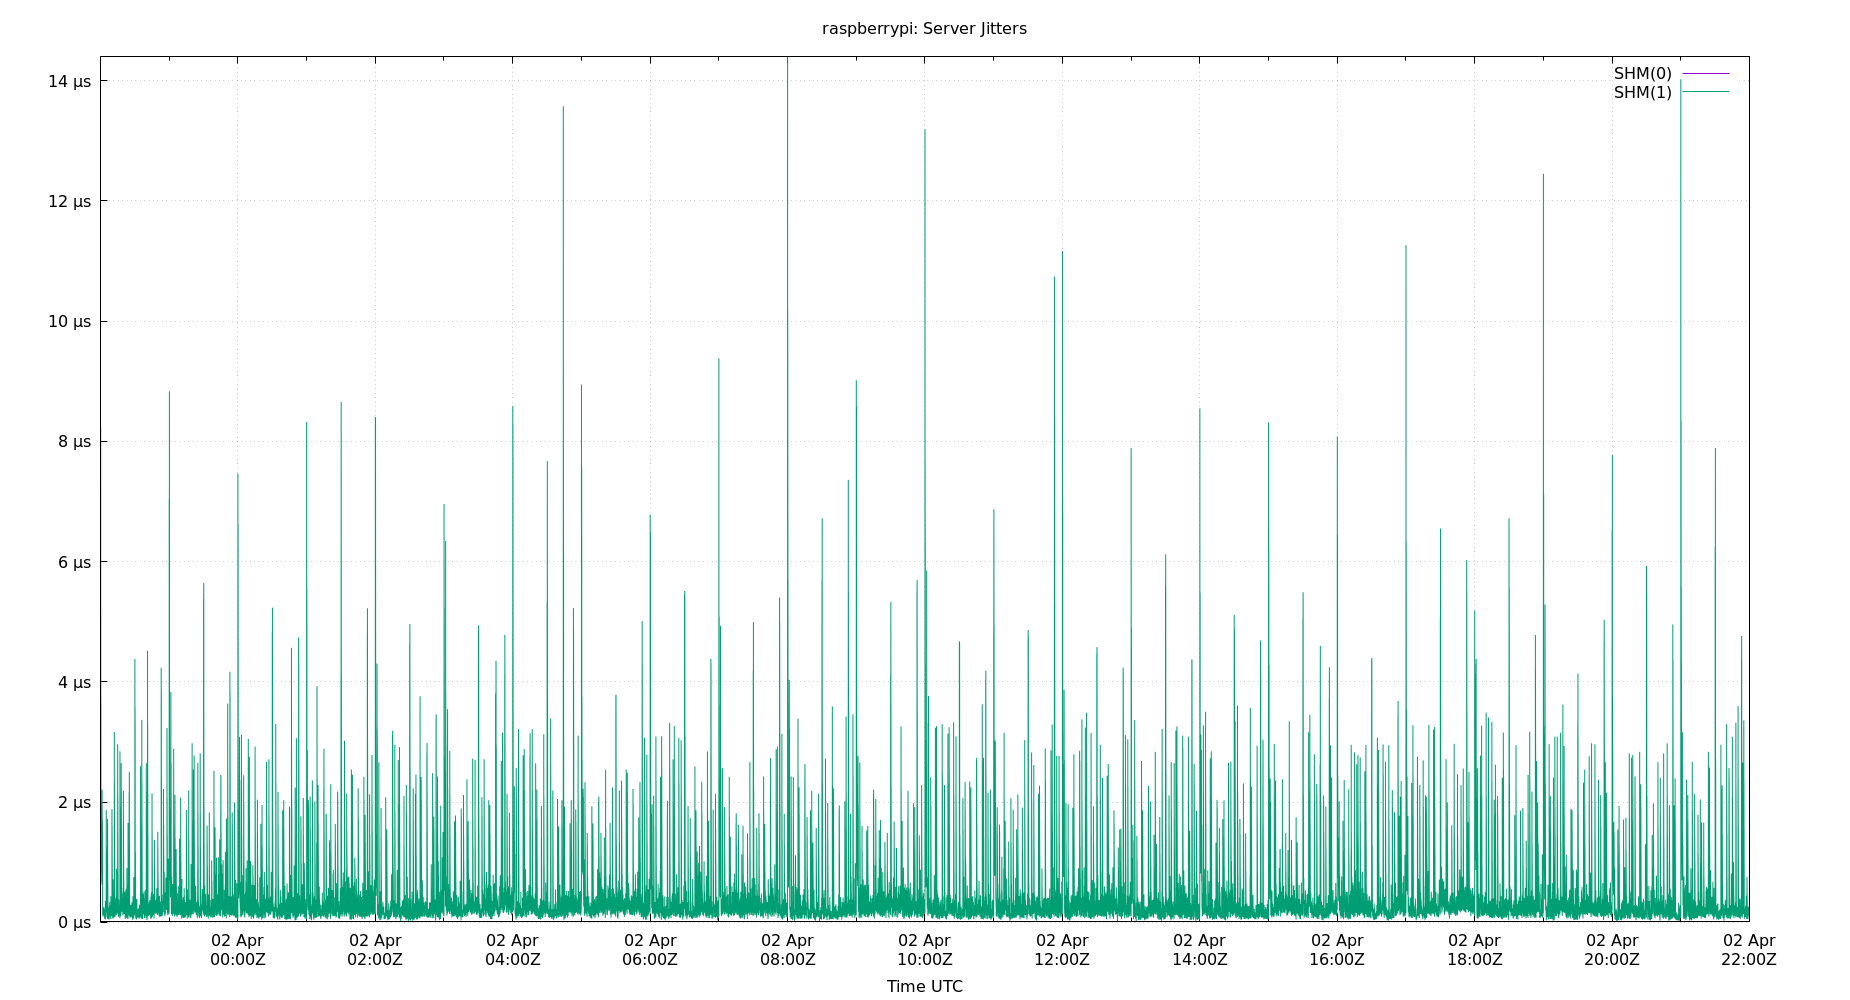 raspberrypi: Server Jitters
SHM(0)
SHM(1)
14 µs
12 µs
10 µs
8 µs
6 µs
4 µs
2 µs
0 µs
02 Apr 02 Apr 02 Apr 02 Apr 02 Apr 02 Apr 02 Apr 02 Apr 02 Apr 02 Apr 02 Apr 02 Apr
00:00Z 02:00Z 04:00Z 06:00Z 08:00Z 10:00Z 12:00Z 14:00Z 16:00Z 18:00Z 20:00Z 22:00Z
Time UTC